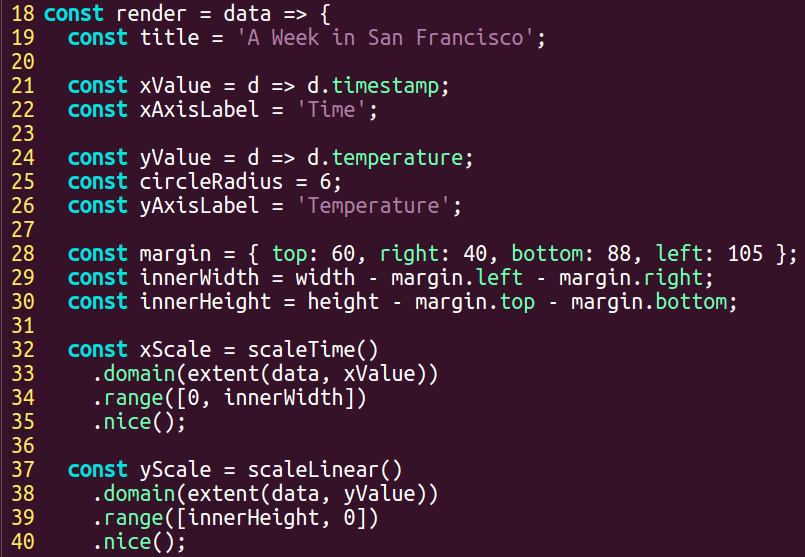 18 const render = data => {
19   const title = 'A Week in San Francisco';
20
21   const xValue = d => d.timestamp;
22   const xAxisLabel = 'Time';
23
24   const yValue = d => d.temperature;
25   const circleRadius = 6;
26   const yAxisLabel = 'Temperature';
27
28   const margin = { top: 60, right: 40, bottom: 88, left: 105 };
29   const innerWidth = width - margin.left - margin.right;
30   const innerHeight = height - margin.top - margin.bottom;
31
32   const xScale = scaleTime()
33     .domain(extent(data, xValue))
34     .range([0, innerWidth])
35     .nice();
36
37   const yScale = scaleLinear()
38     .domain(extent(data, yValue))
39     .range([innerHeight, 0])
40     .nice();